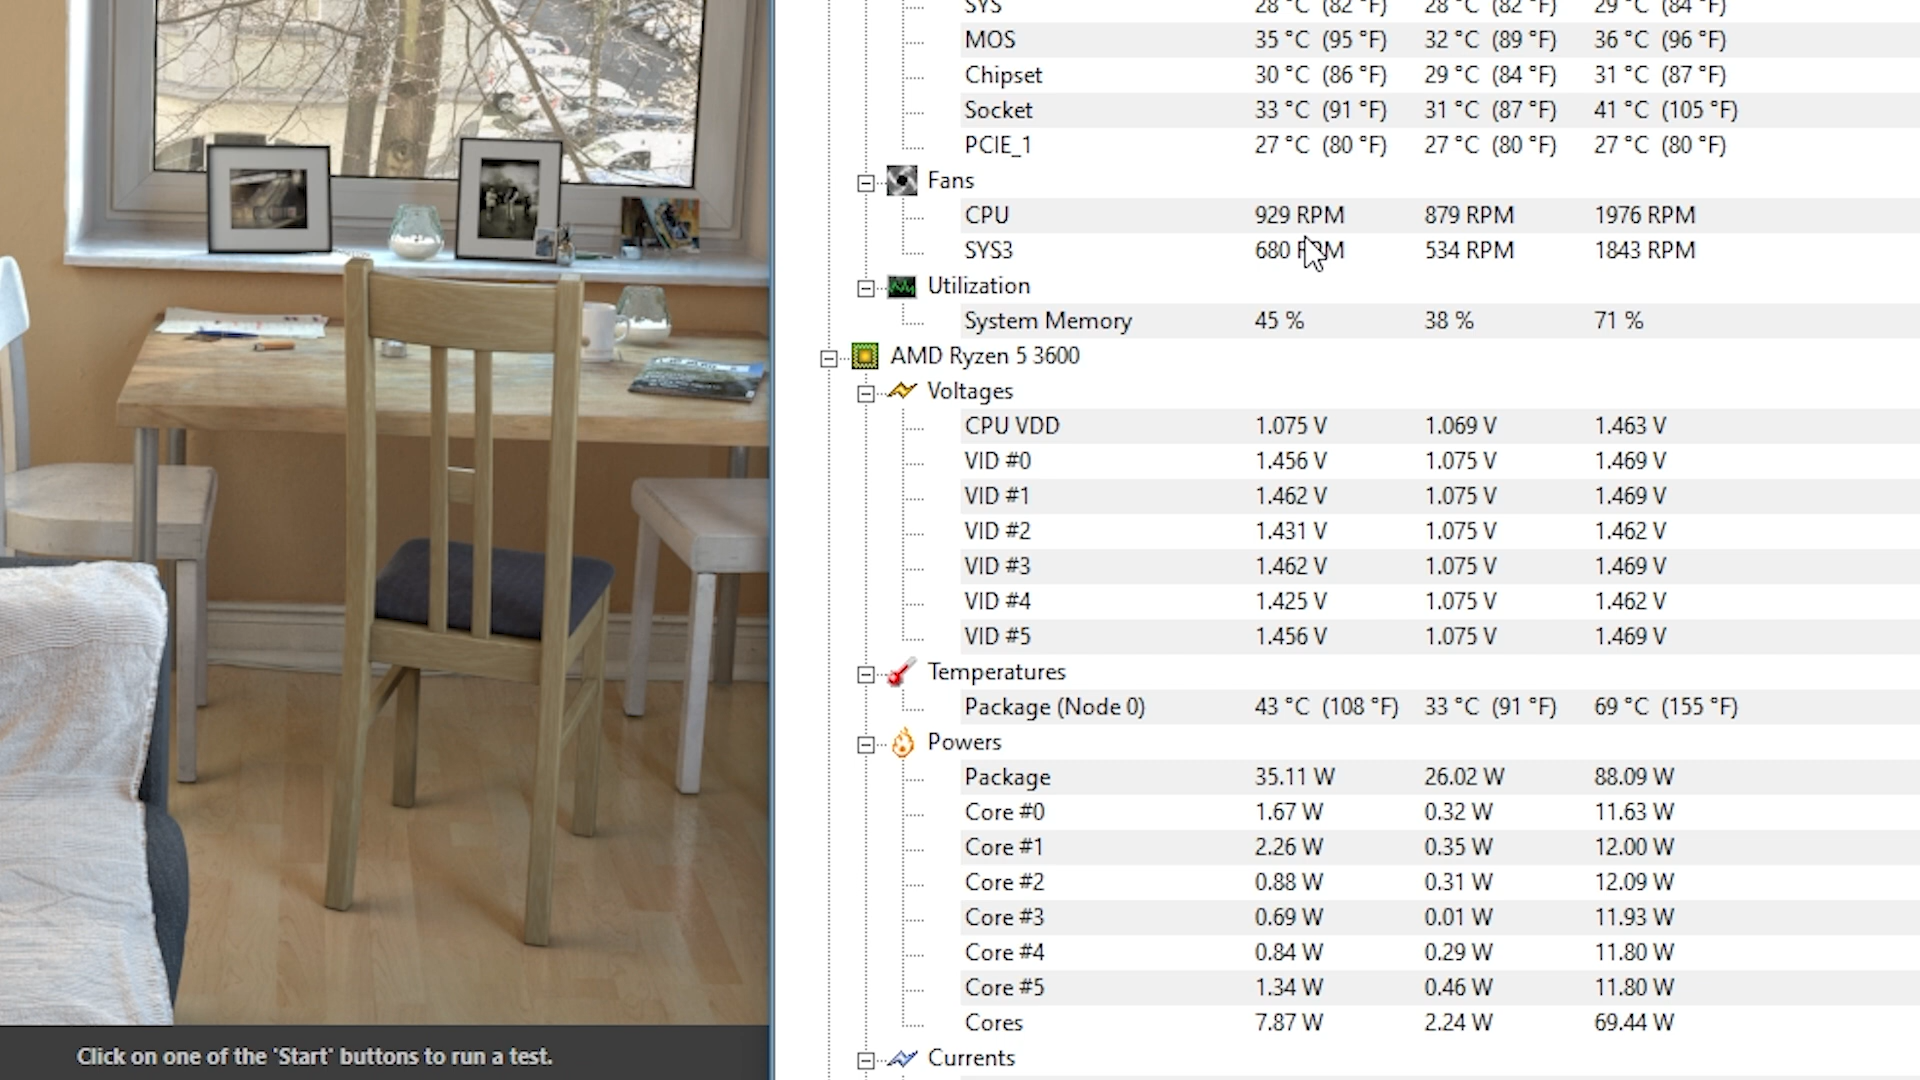 SYS 28 °C (82 °F) 28 °C (82 °F) 29 °C (84 °F)
MOS 35 °C (95 °F) 32 °C (89 °F) 36 °C (96 °F)
Chipset 30 °C (86 °F) 29 °C (84 °F) 31 °C (87 °F)
Socket 33 °C (91 °F) 31 °C (87 °F) 41 °C (105 °F)
PCIE_1 27 °C (80 °F) 27 °C (80 °F) 27 °C (80 °F)
Fans
CPU 929 RPM 879 RPM 1976 RPM
SYS3 680 RPM 534 RPM 1843 RPM
Utilization
System Memory 45 % 38 % 71 %
AMD Ryzen 5 3600
Voltages
CPU VDD 1.075 V 1.069 V 1.463 V
VID #0 1.456 V 1.075 V 1.469 V
VID #1 1.462 V 1.075 V 1.469 V
VID #2 1.431 V 1.075 V 1.462 V
VID #3 1.462 V 1.075 V 1.469 V
VID #4 1.425 V 1.075 V 1.462 V
VID #5 1.456 V 1.075 V 1.469 V
Temperatures
Package (Node 0) 43 °C (108 °F) 33 °C (91 °F) 69 °C (155 °F)
Powers
Package 35.11 W 26.02 W 88.09 W
Core #0 1.67 W 0.32 W 11.63 W
Core #1 2.26 W 0.35 W 12.00 W
Core #2 0.88 W 0.31 W 12.09 W
Core #3 0.69 W 0.01 W 11.93 W
Core #4 0.84 W 0.29 W 11.80 W
Core #5 1.34 W 0.46 W 11.80 W
Cores 7.87 W 2.24 W 69.44 W
Currents
Click on one of the 'Start' buttons to run a test.